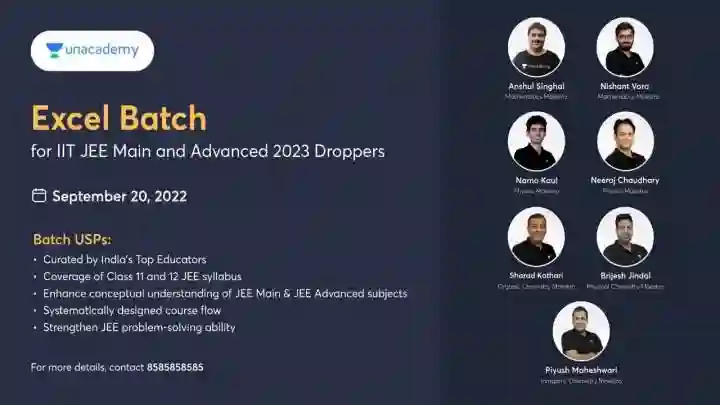 unacademy
Excel Batch
for IIT JEE Main and Advanced 2023 Droppers
September 20, 2022
Batch USPs:
• Curated by India's Top Educators
• Coverage of Class 11 and 12 JEE syllabus
• Enhance conceptual understanding of JEE Main & JEE Advanced subjects
• Systematically designed course flow
• Strengthen JEE problem-solving ability
For more details, contact 8585858585
unacademy
Anshul Singhal
Mathematics Maestro
Nishant Vora
Mathematics Maestro
Namo Kaul
Physics Maestro
Neeraj Chaudhary
Physics Maestro
Sharad Kothari
Organic Chemistry Maestro
Brijesh Jindal
Physical Chemistry Maestro
Piyush Maheshwari
Inorganic Chemistry Maestro